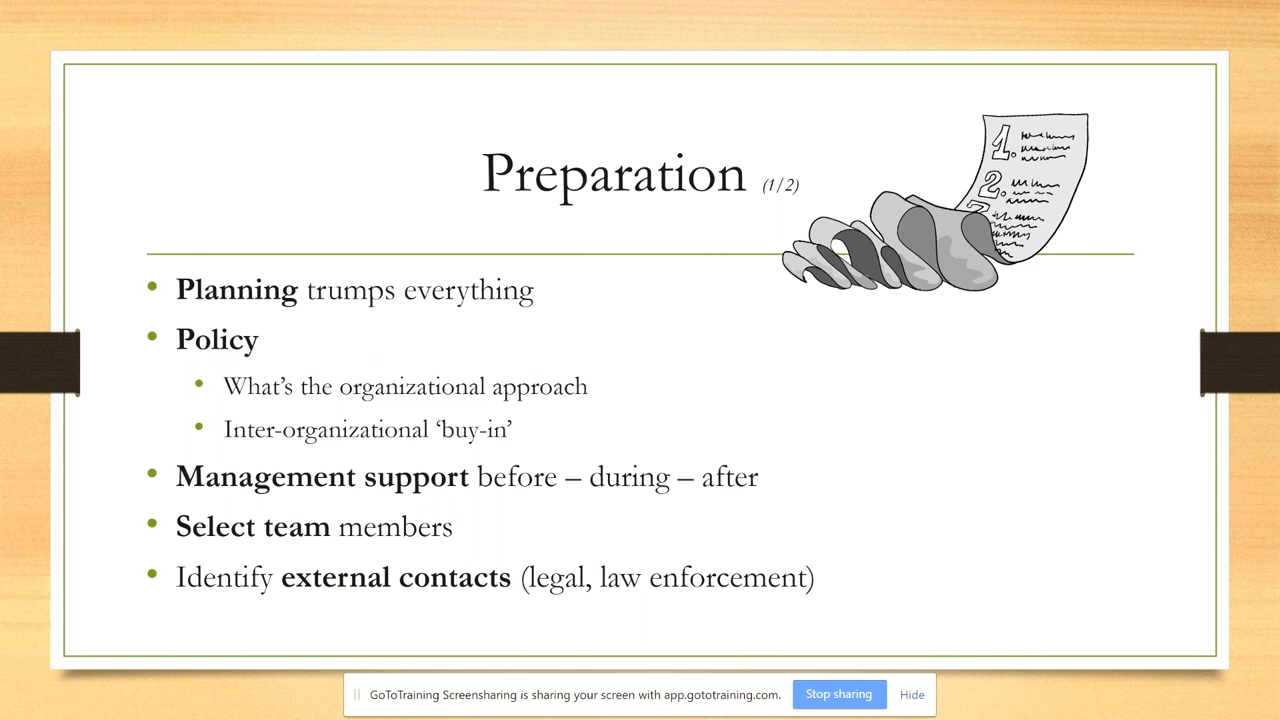 Preparation (1/2)
1.
2.
• Planning trumps everything
• Policy
• What’s the organizational approach
• Inter-organizational ‘buy-in’
• Management support before – during – after
• Select team members
• Identify external contacts (legal, law enforcement)
GoToTraining Screensharing is sharing your screen with app.gototraining.com. Stop sharing Hide